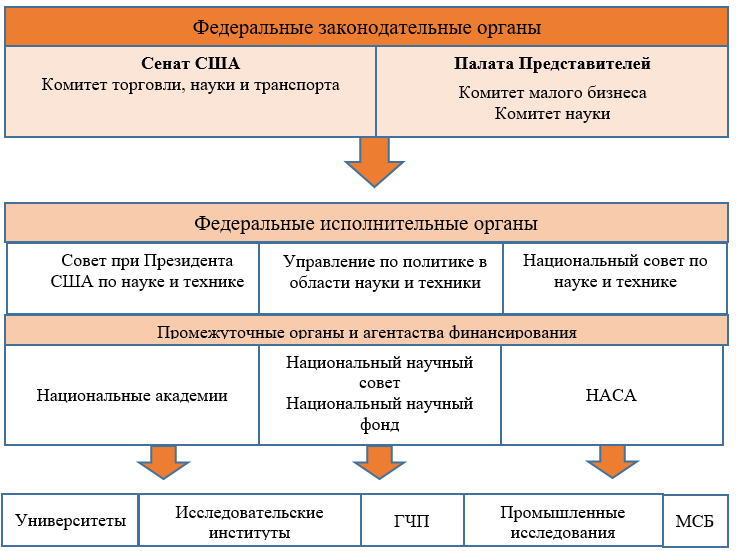 Федеральные законодательные органы
Сенат США
Комитет торговли, науки и транспорта
Палата Представителей
Комитет малого бизнеса
Комитет науки
Федеральные исполнительные органы
Совет при Президента
США по науке и технике
Управление по политике в
области науки и техники
Национальный совет по
науке и технике
Промежуточные органы и агентаства финансирования
Национальные академии
Национальный научный
совет
Национальный научный
фонд
НАСА
Университеты
Исследовательские
институты
ГЧП
Промышленные
исследования
МСБ